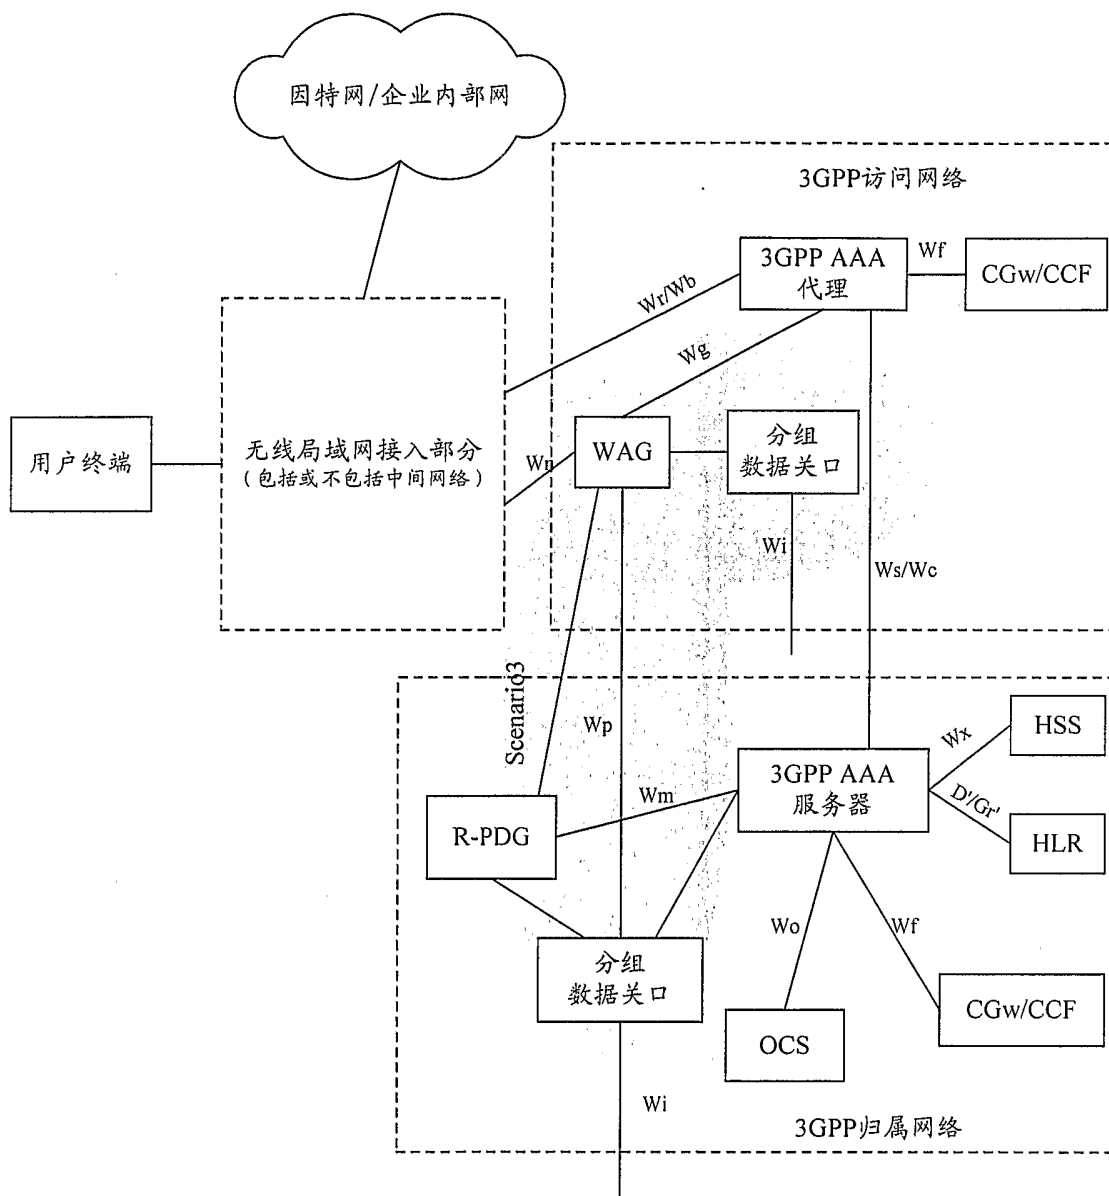 因特网/企业内部网
3GPP访问网络
3GPP AAA
代理
Wf
CGw/CCF
Wr/Wb
Wg
用户终端
无线局域网接入部分
(包括或不包括中间网络)
Wn
WAG
分组
数据关口
Wi
Ws/Wc
Scenario3
Wp
Wx
HSS
3GPP AAA
服务器
D'/Gr'
HLR
Wm
R-PDG
Wo
Wf
分组
数据关口
CGw/CCF
OCS
Wi
3GPP归属网络